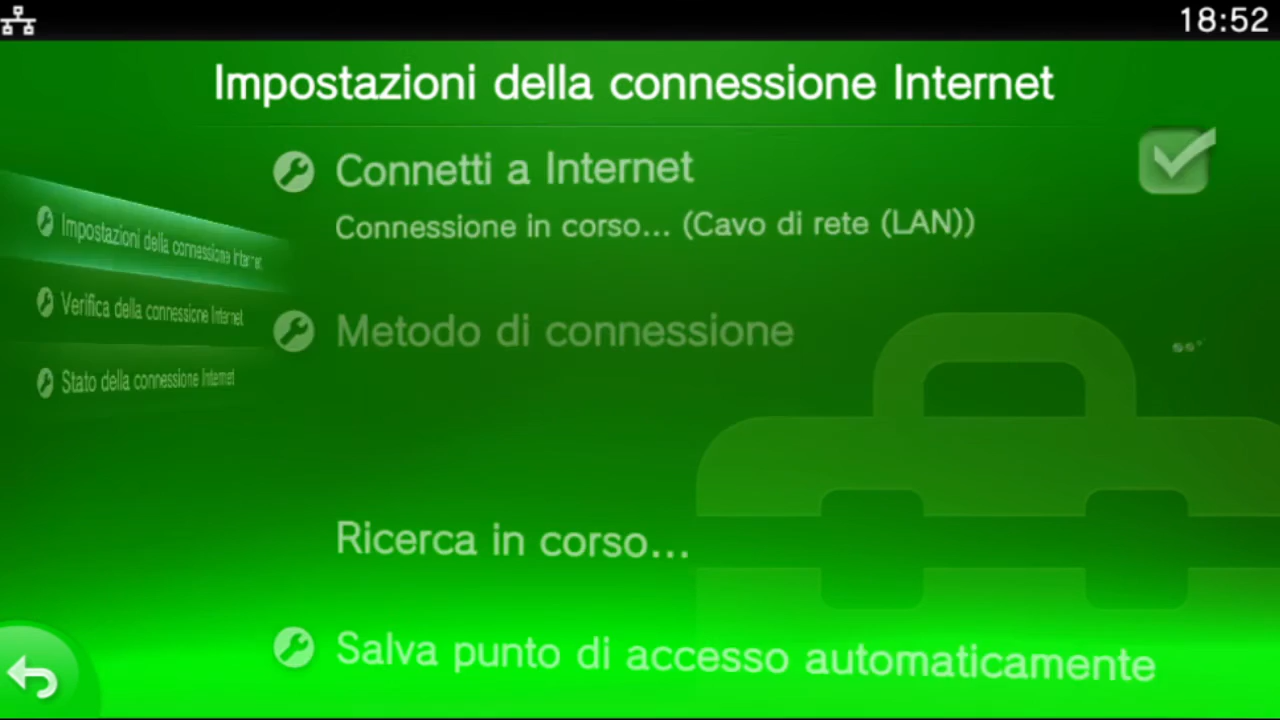 18:52
Impostazioni della connessione Internet
Connetti a Internet
Connessione in corso... (Cavo di rete (LAN))
Impostazioni della connessione Internet
Verifica della connessione Internet
Metodo di connessione
Stato della connessione Internet
Ricerca in corso...
Salva punto di accesso automaticamente